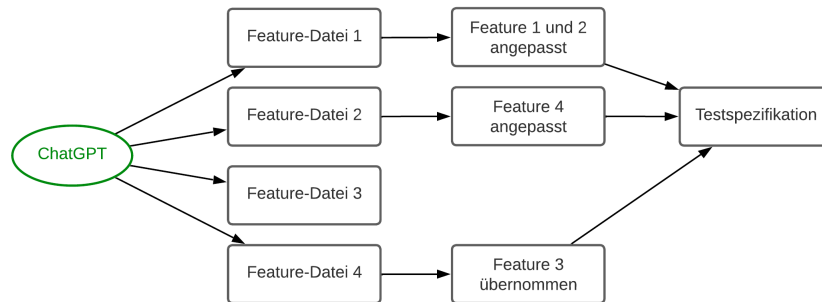 ChatGPT
Feature-Datei 1
Feature-Datei 2
Feature-Datei 3
Feature-Datei 4
Feature 1 und 2
angepasst
Feature 4
angepasst
Feature 3
übernommen
Testspezifikation